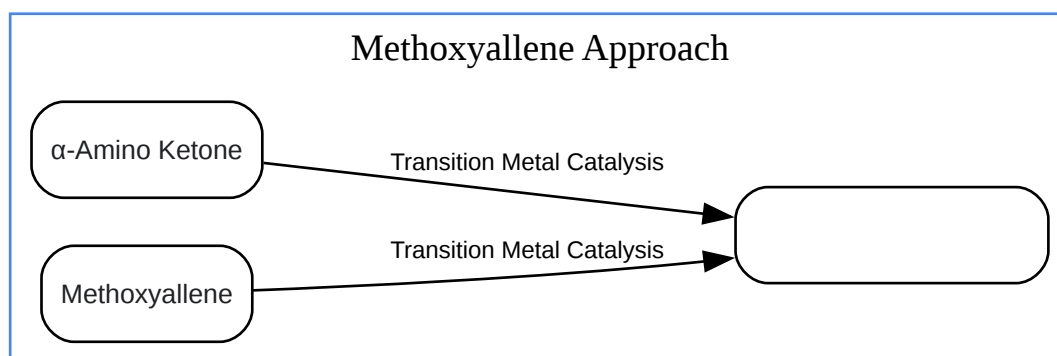 Methoxyallene Approach
α-Amino Ketone
Transition Metal Catalysis
Transition Metal Catalysis
Methoxyallene